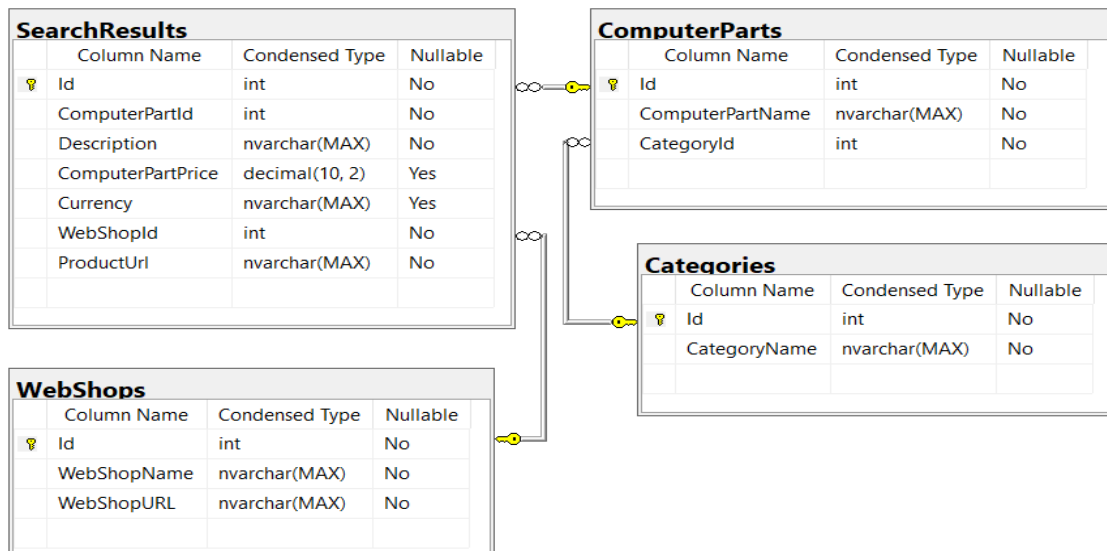 SearchResults
Column Name Condensed Type Nullable
Id int No
ComputerPartId int No
Description nvarchar(MAX) No
ComputerPartPrice decimal(10, 2) Yes
Currency nvarchar(MAX) Yes
WebShopId int No
ProductUrl nvarchar(MAX) No
ComputerParts
Column Name Condensed Type Nullable
Id int No
ComputerPartName nvarchar(MAX) No
CategoryId int No
Categories
Column Name Condensed Type Nullable
Id int No
CategoryName nvarchar(MAX) No
WebShops
Column Name Condensed Type Nullable
Id int No
WebShopName nvarchar(MAX) No
WebShopURL nvarchar(MAX) No